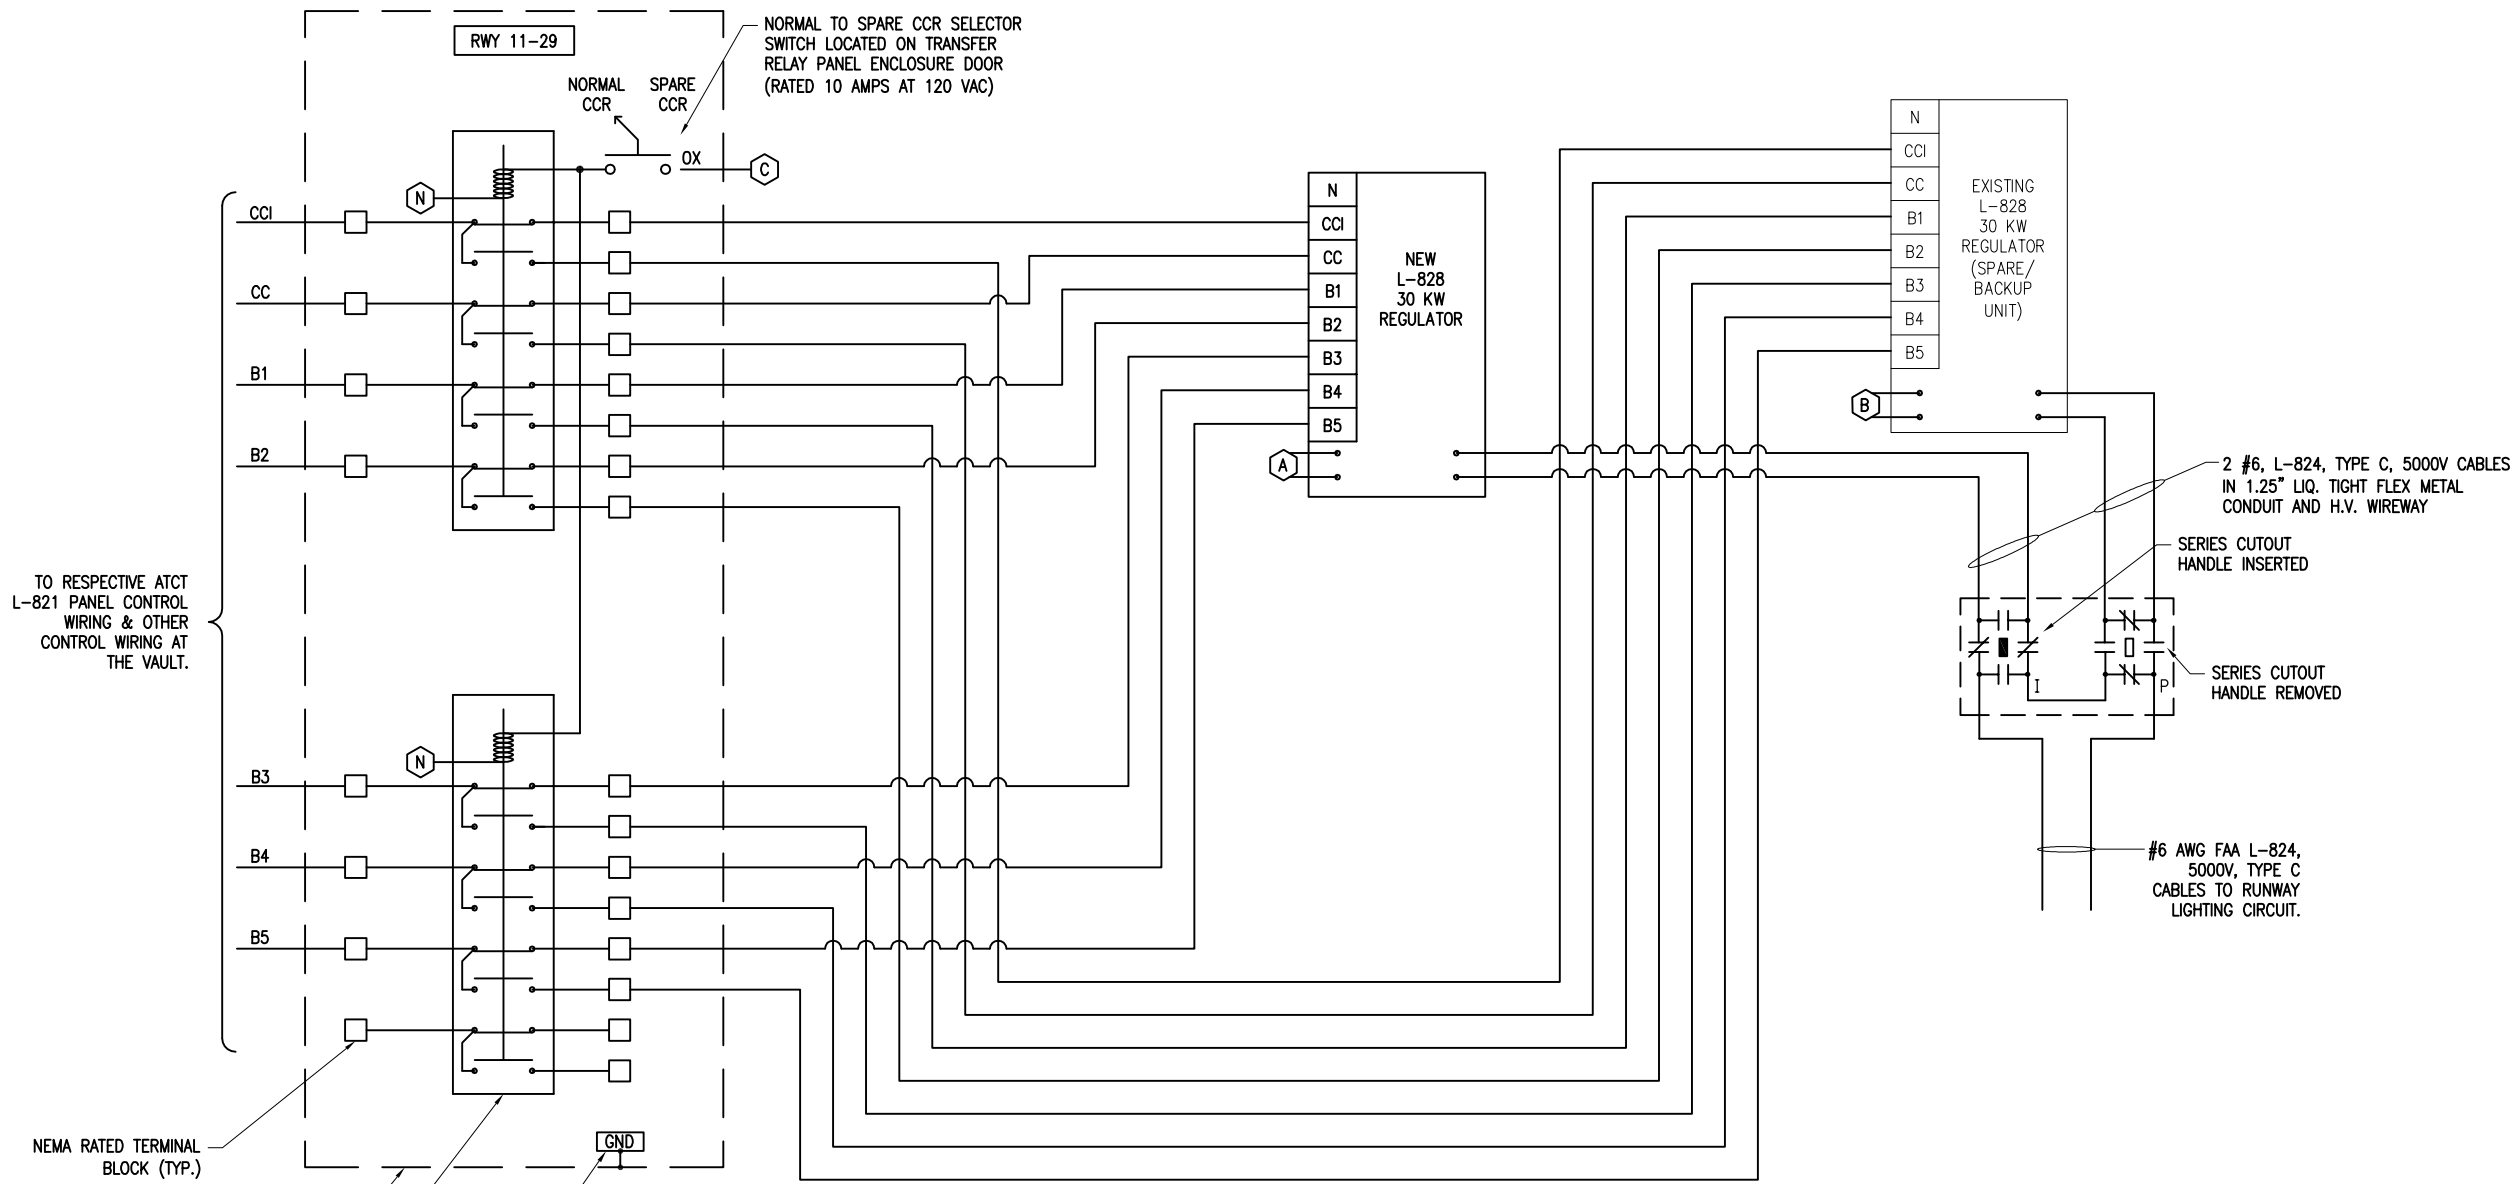 RWY 11-29
NORMAL TO SPARE CCR SELECTOR
SWITCH LOCATED ON TRANSFER
RELAY PANEL ENCLOSURE DOOR
(RATED 10 AMPS AT 120 VAC)
NORMAL
CCR
SPARE
CCR
OX
C
N
CCI
CC
B1
B2
TO RESPECTIVE ATCT
L-821 PANEL CONTROL
WIRING & OTHER
CONTROL WIRING AT
THE VAULT.
N
B3
B4
B5
NEMA RATED TERMINAL
BLOCK (TYP.)
GND
N
CCI
CC
B1
B2
B3
B4
B5
NEW
L-828
30 KW
REGULATOR
A
N
CCI
CC
B1
B2
B3
B4
B5
EXISTING
L-828
30 KW
REGULATOR
(SPARE/
BACKUP
UNIT)
B
2 #6, L-824, TYPE C, 5000V CABLES
IN 1.25" LIQ. TIGHT FLEX METAL
CONDUIT AND H.V. WIREWAY
SERIES CUTOUT
HANDLE INSERTED
I
P
SERIES CUTOUT
HANDLE REMOVED
#6 AWG FAA L-824,
5000V, TYPE C
CABLES TO RUNWAY
LIGHTING CIRCUIT.